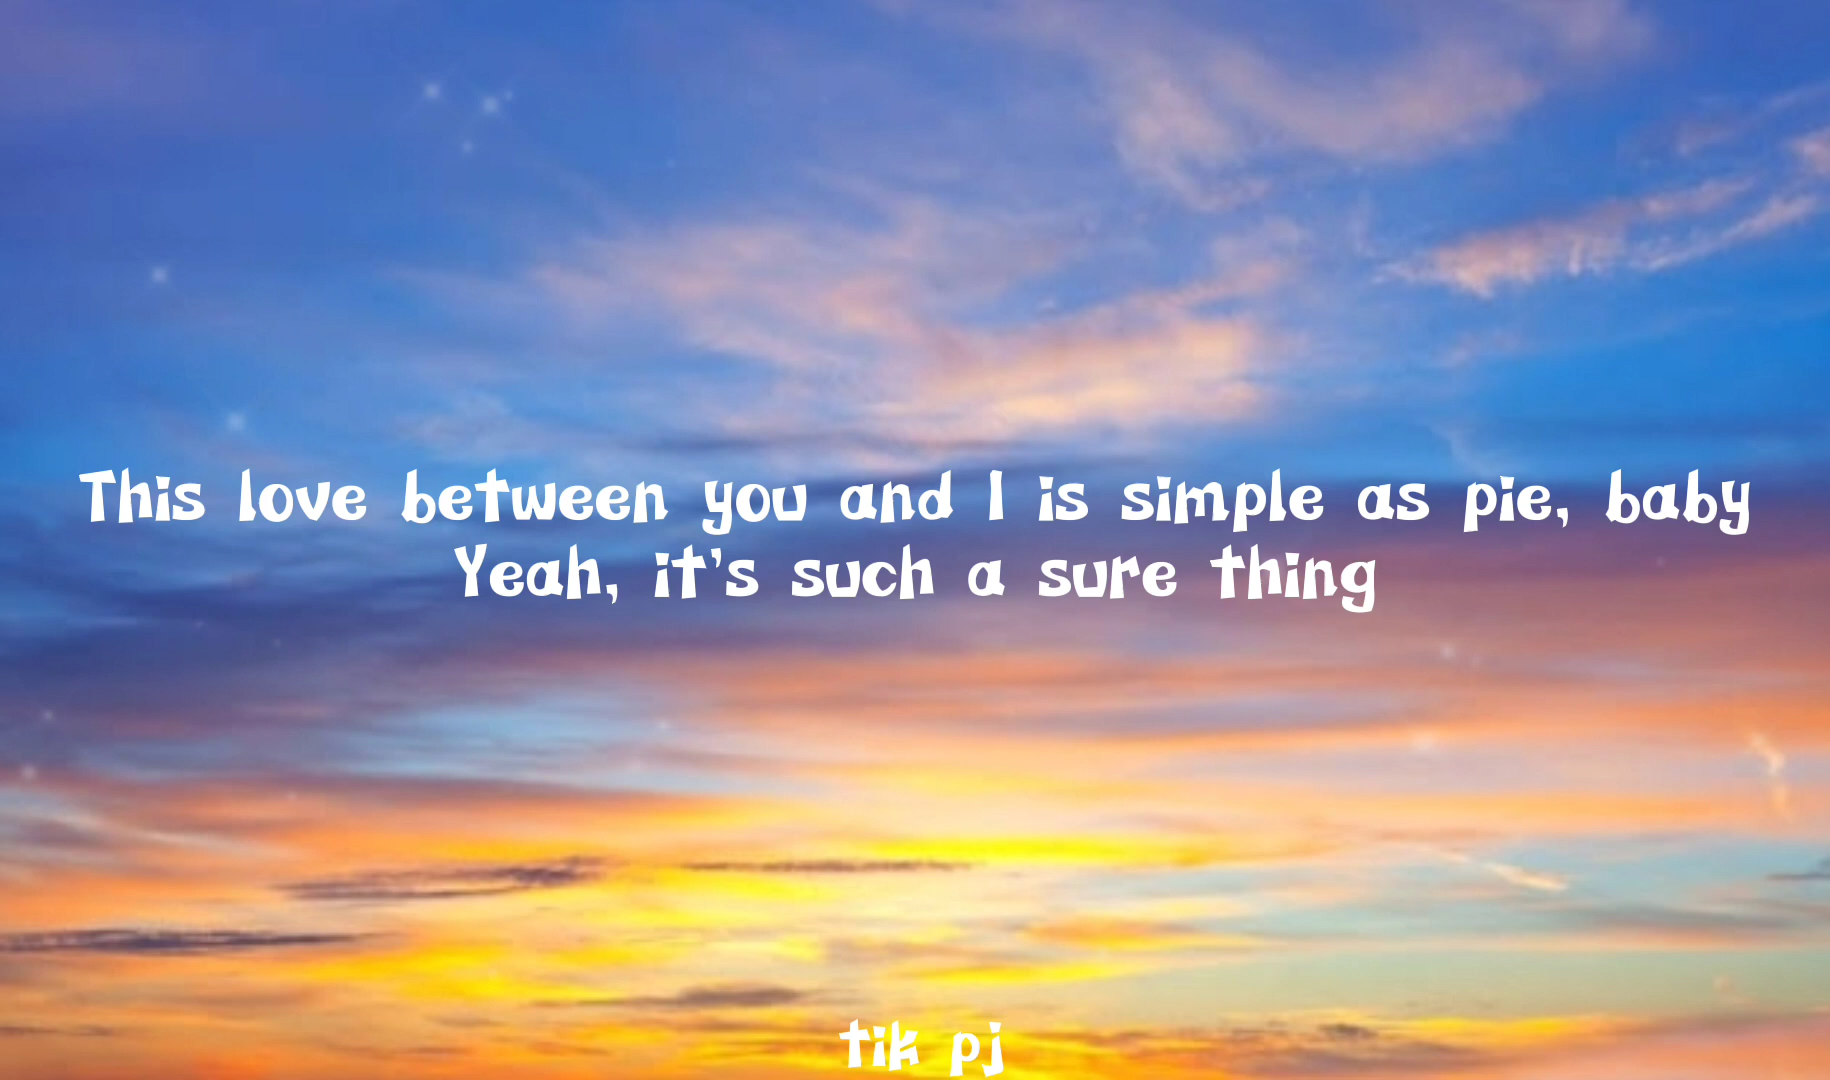 This love between you and I is simple as pie, baby
Yeah, it's such a sure thing
tik pj